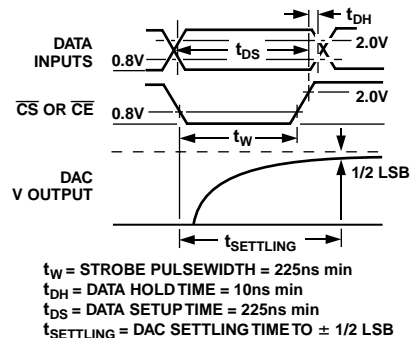 DATA INPUTS
0.8V
2.0V
tDS
tDH
X
CS OR CE
0.8V
2.0V
tW
DAC V OUTPUT
1/2 LSB
tSETTLING
tW = STROBE PULSEWIDTH = 225ns min
tDH = DATA HOLD TIME = 10ns min
tDS = DATA SETUP TIME = 225ns min
tSETTLING = DAC SETTLING TIME TO ± 1/2 LSB